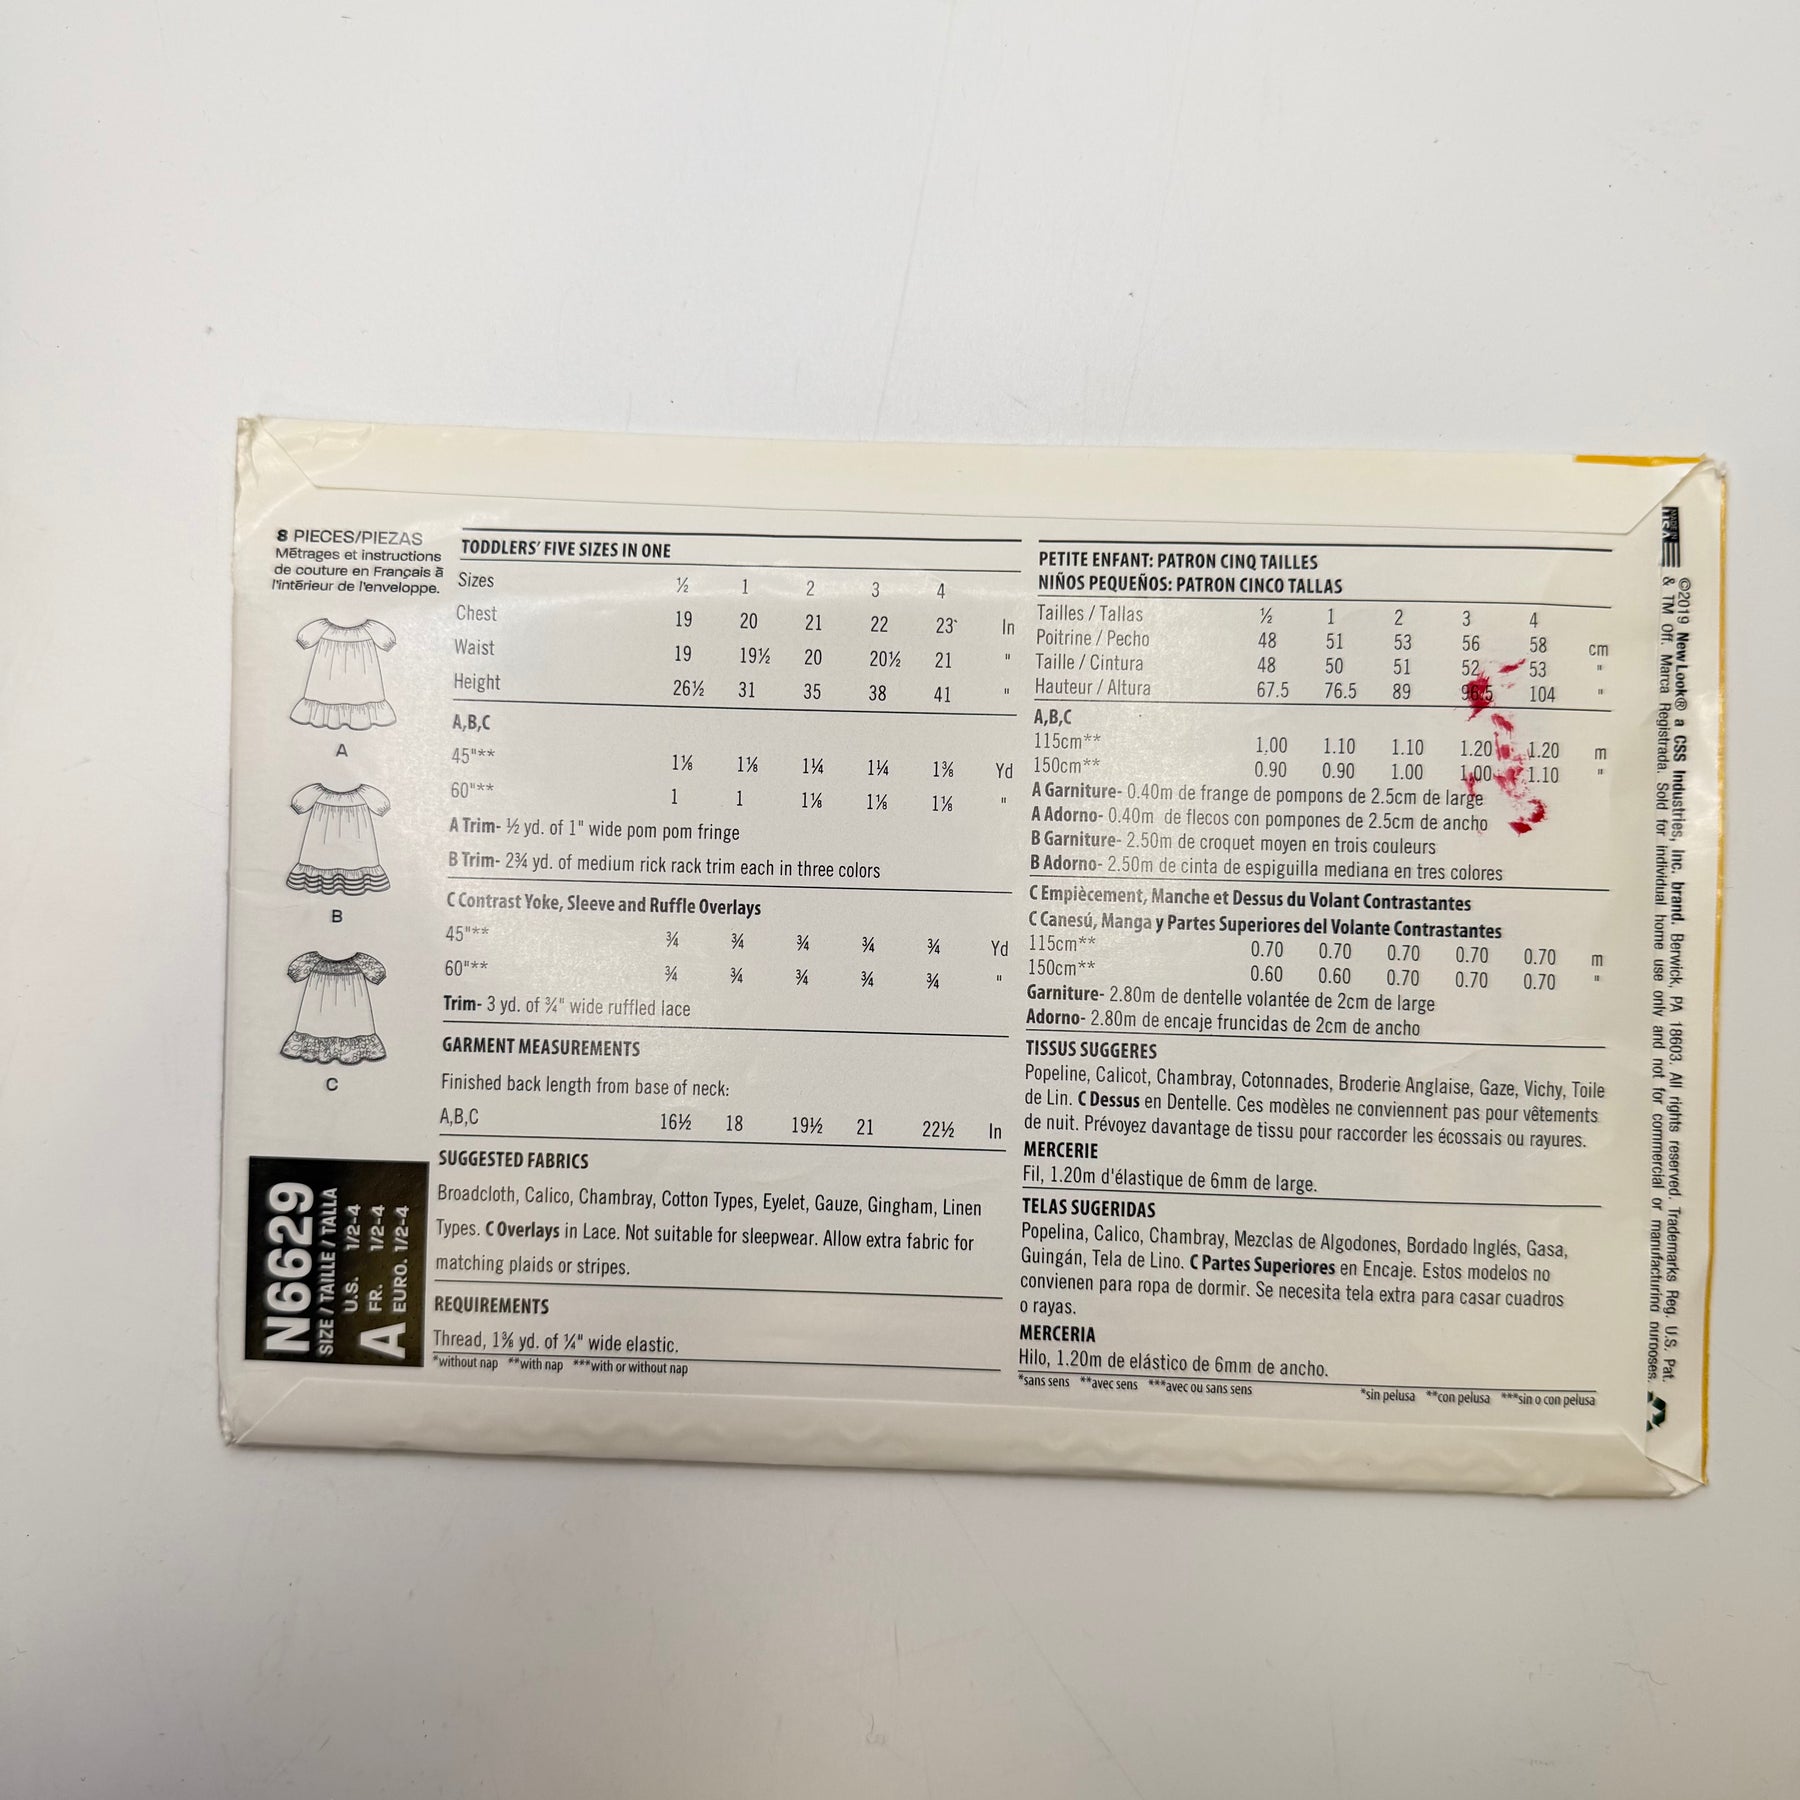 8 PIECES/PIEZAS
Métrages et instructions
de couture en Français à
l'intérieur de l'enveloppe.
A
B
C
N6629
SIZE / TAILLE / TALLA
A
U.S. 1/2-4
FR. 1/2-4
EURO. 1/2-4
TODDLERS' FIVE SIZES IN ONE
Sizes ½ 1 2 3 4
Chest 19 20 21 22 23 In
Waist 19 19½ 20 20½ 21 "
Height 26½ 31 35 38 41 "
A,B,C
45"** 1⅛ 1⅛ 1¼ 1¼ 1⅜ Yd
60"** 1 1 1⅛ 1⅛ 1⅛ "
A Trim- ½ yd. of 1" wide pom pom fringe
B Trim- 2¾ yd. of medium rick rack trim each in three colors
C Contrast Yoke, Sleeve and Ruffle Overlays
45"** ¾ ¾ ¾ ¾ ¾ Yd
60"** ¾ ¾ ¾ ¾ ¾ "
Trim- 3 yd. of ¾" wide ruffled lace
GARMENT MEASUREMENTS
Finished back length from base of neck:
A,B,C 16½ 18 19½ 21 22½ In
SUGGESTED FABRICS
Broadcloth, Calico, Chambray, Cotton Types, Eyelet, Gauze, Gingham, Linen
Types. C Overlays in Lace. Not suitable for sleepwear. Allow extra fabric for
matching plaids or stripes.
REQUIREMENTS
Thread, 1⅜ yd. of ¼" wide elastic.
*without nap **with nap ***with or without nap
PETITE ENFANT: PATRON CINQ TAILLES
NIÑOS PEQUEÑOS: PATRON CINCO TALLAS
Tailles / Tallas ½ 1 2 3 4
Poitrine / Pecho 48 51 53 56 58 cm
Taille / Cintura 48 50 51 52 53 "
Hauteur / Altura 67.5 76.5 89 96.5 104 "
A,B,C
115cm** 1.00 1.10 1.10 1.20 1.20 m
150cm** 0.90 0.90 1.00 1.00 1.10 "
A Garniture- 0.40m de frange de pompons de 2.5cm de large
A Adorno- 0.40m de flecos con pompones de 2.5cm de ancho
B Garniture- 2.50m de croquet moyen en trois couleurs
B Adorno- 2.50m de cinta de espiguilla mediana en tres colores
C Empiècement, Manche et Dessus du Volant Contrastantes
C Canesú, Manga y Partes Superiores del Volante Contrastantes
115cm** 0.70 0.70 0.70 0.70 0.70 m
150cm** 0.60 0.60 0.70 0.70 0.70 "
Garniture- 2.80m de dentelle volantée de 2cm de large
Adorno- 2.80m de encaje fruncidas de 2cm de ancho
TISSUS SUGGERES
Popeline, Calicot, Chambray, Cotonnades, Broderie Anglaise, Gaze, Vichy, Toile
de Lin. C Dessus en Dentelle. Ces modèles ne conviennent pas pour vêtements
de nuit. Prévoyez davantage de tissu pour raccorder les écossais ou rayures.
MERCERIE
Fil, 1.20m d'élastique de 6mm de large.
TELAS SUGERIDAS
Popelina, Calico, Chambray, Mezclas de Algodones, Bordado Inglés, Gasa,
Guingán, Tela de Lino. C Partes Superiores en Encaje. Estos modelos no
convienen para ropa de dormir. Se necesita tela extra para casar cuadros
o rayas.
MERCERIA
Hilo, 1.20m de elástico de 6mm de ancho.
*sans sens **avec sens ***avec ou sans sens *sin pelusa **con pelusa ***sin o con pelusa
MADE IN
USA
©2019 New Look® a CSS Industries, Inc. brand. Berwick, PA 18603. All rights reserved. Trademarks Reg. U.S. Pat.
& TM Off. Marca Registrada. Sold for individual home use only and not for commercial or manufacturing purposes.